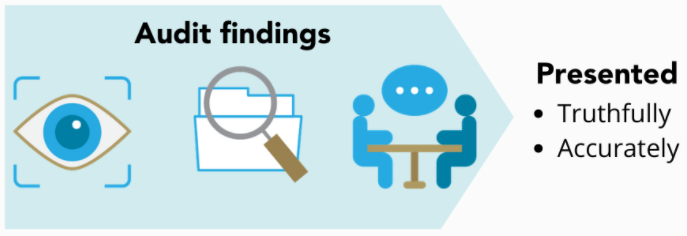 Audit findings
Presented
• Truthfully
• Accurately